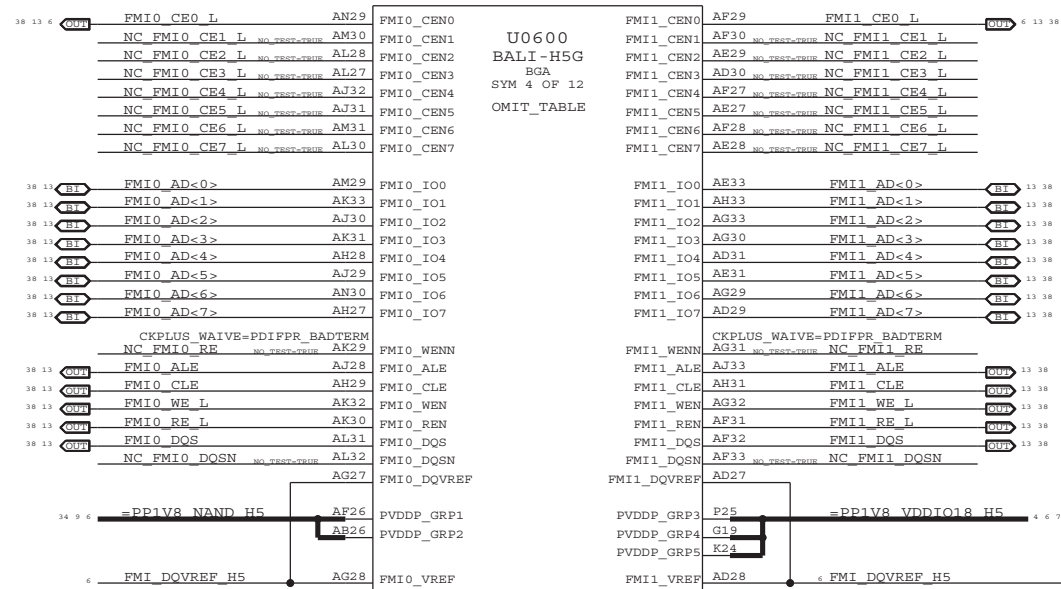 38 13 6 OUT FMI0_CE0_L AN29 FMI0_CEN0 FMI1_CEN0 AF29 FMI1_CE0_L OUT 6 13 38
NC_FMI0_CE1_L NO_TEST=TRUE AM30 FMI0_CEN1 U0600 FMI1_CEN1 AF30 NO_TEST=TRUE NC_FMI1_CE1_L
NC_FMI0_CE2_L NO_TEST=TRUE AL28 FMI0_CEN2 BALI-H5G FMI1_CEN2 AE29 NO_TEST=TRUE NC_FMI1_CE2_L
NC_FMI0_CE3_L NO_TEST=TRUE AL27 FMI0_CEN3 BGA FMI1_CEN3 AD30 NO_TEST=TRUE NC_FMI1_CE3_L
NC_FMI0_CE4_L NO_TEST=TRUE AJ32 FMI0_CEN4 SYM 4 OF 12 FMI1_CEN4 AF27 NO_TEST=TRUE NC_FMI1_CE4_L
NC_FMI0_CE5_L NO_TEST=TRUE AJ31 FMI0_CEN5 OMIT_TABLE FMI1_CEN5 AE27 NO_TEST=TRUE NC_FMI1_CE5_L
NC_FMI0_CE6_L NO_TEST=TRUE AM31 FMI0_CEN6 FMI1_CEN6 AF28 NO_TEST=TRUE NC_FMI1_CE6_L
NC_FMI0_CE7_L NO_TEST=TRUE AL30 FMI0_CEN7 FMI1_CEN7 AE28 NO_TEST=TRUE NC_FMI1_CE7_L
38 13 BI FMI0_AD<0> AM29 FMI0_IO0 FMI1_IO0 AE33 FMI1_AD<0> BI 13 38
38 13 BI FMI0_AD<1> AK33 FMI0_IO1 FMI1_IO1 AH33 FMI1_AD<1> BI 13 38
38 13 BI FMI0_AD<2> AJ30 FMI0_IO2 FMI1_IO2 AG33 FMI1_AD<2> BI 13 38
38 13 BI FMI0_AD<3> AK31 FMI0_IO3 FMI1_IO3 AG30 FMI1_AD<3> BI 13 38
38 13 BI FMI0_AD<4> AH28 FMI0_IO4 FMI1_IO4 AD31 FMI1_AD<4> BI 13 38
38 13 BI FMI0_AD<5> AJ29 FMI0_IO5 FMI1_IO5 AE31 FMI1_AD<5> BI 13 38
38 13 BI FMI0_AD<6> AN30 FMI0_IO6 FMI1_IO6 AG29 FMI1_AD<6> BI 13 38
38 13 BI FMI0_AD<7> AH27 FMI0_IO7 FMI1_IO7 AD29 FMI1_AD<7> BI 13 38
CKPLUS_WAIVE=PDIFPR_BADTERM CKPLUS_WAIVE=PDIFPR_BADTERM
NC_FMI0_RE NO_TEST=TRUE AK29 FMI0_WENN FMI1_WENN AG31 NO_TEST=TRUE NC_FMI1_RE
38 13 OUT FMI0_ALE AJ28 FMI0_ALE FMI1_ALE AJ33 FMI1_ALE OUT 13 38
38 13 OUT FMI0_CLE AH29 FMI0_CLE FMI1_CLE AH31 FMI1_CLE OUT 13 38
38 13 OUT FMI0_WE_L AK32 FMI0_WEN FMI1_WEN AG32 FMI1_WE_L OUT 13 38
38 13 OUT FMI0_RE_L AK30 FMI0_REN FMI1_REN AF31 FMI1_RE_L OUT 13 38
38 13 OUT FMI0_DQS AL31 FMI0_DQS FMI1_DQS AF32 FMI1_DQS OUT 13 38
NC_FMI0_DQSN NO_TEST=TRUE AL32 FMI0_DQSN FMI1_DQSN AF33 NO_TEST=TRUE NC_FMI1_DQSN
AG27 FMI0_DQVREF FMI1_DQVREF AD27
34 9 6 =PP1V8_NAND_H5 AF26 PVDDP_GRP1 PVDDP_GRP3 P25 =PP1V8_VDDIO18_H5 4 6 7
AB26 PVDDP_GRP2 PVDDP_GRP4 G19
PVDDP_GRP5 K24
6 FMI_DQVREF_H5 AG28 FMI0_VREF FMI1_VREF AD28 6 FMI_DQVREF_H5